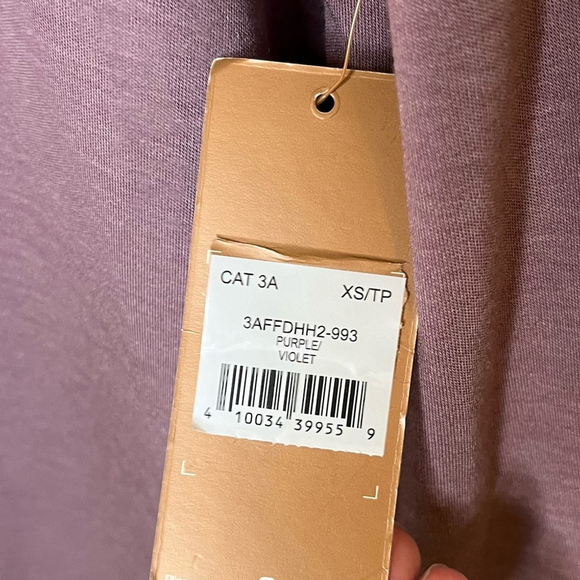 CAT 3A XS/TP
3AFFDHH2-993
PURPLE/
VIOLET
4 10034 39955 9